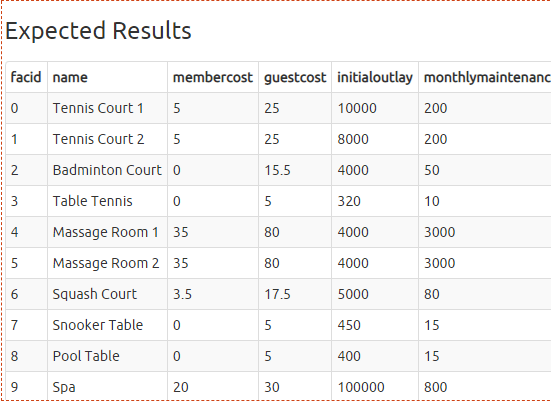 Expected Results
facid name membercost guestcost initialoutlay monthlymaintenanc
0 Tennis Court 1 5 25 10000 200
1 Tennis Court 2 5 25 8000 200
2 Badminton Court 0 15.5 4000 50
3 Table Tennis 0 5 320 10
4 Massage Room 1 35 80 4000 3000
5 Massage Room 2 35 80 4000 3000
6 Squash Court 3.5 17.5 5000 80
7 Snooker Table 0 5 450 15
8 Pool Table 0 5 400 15
9 Spa 20 30 100000 800